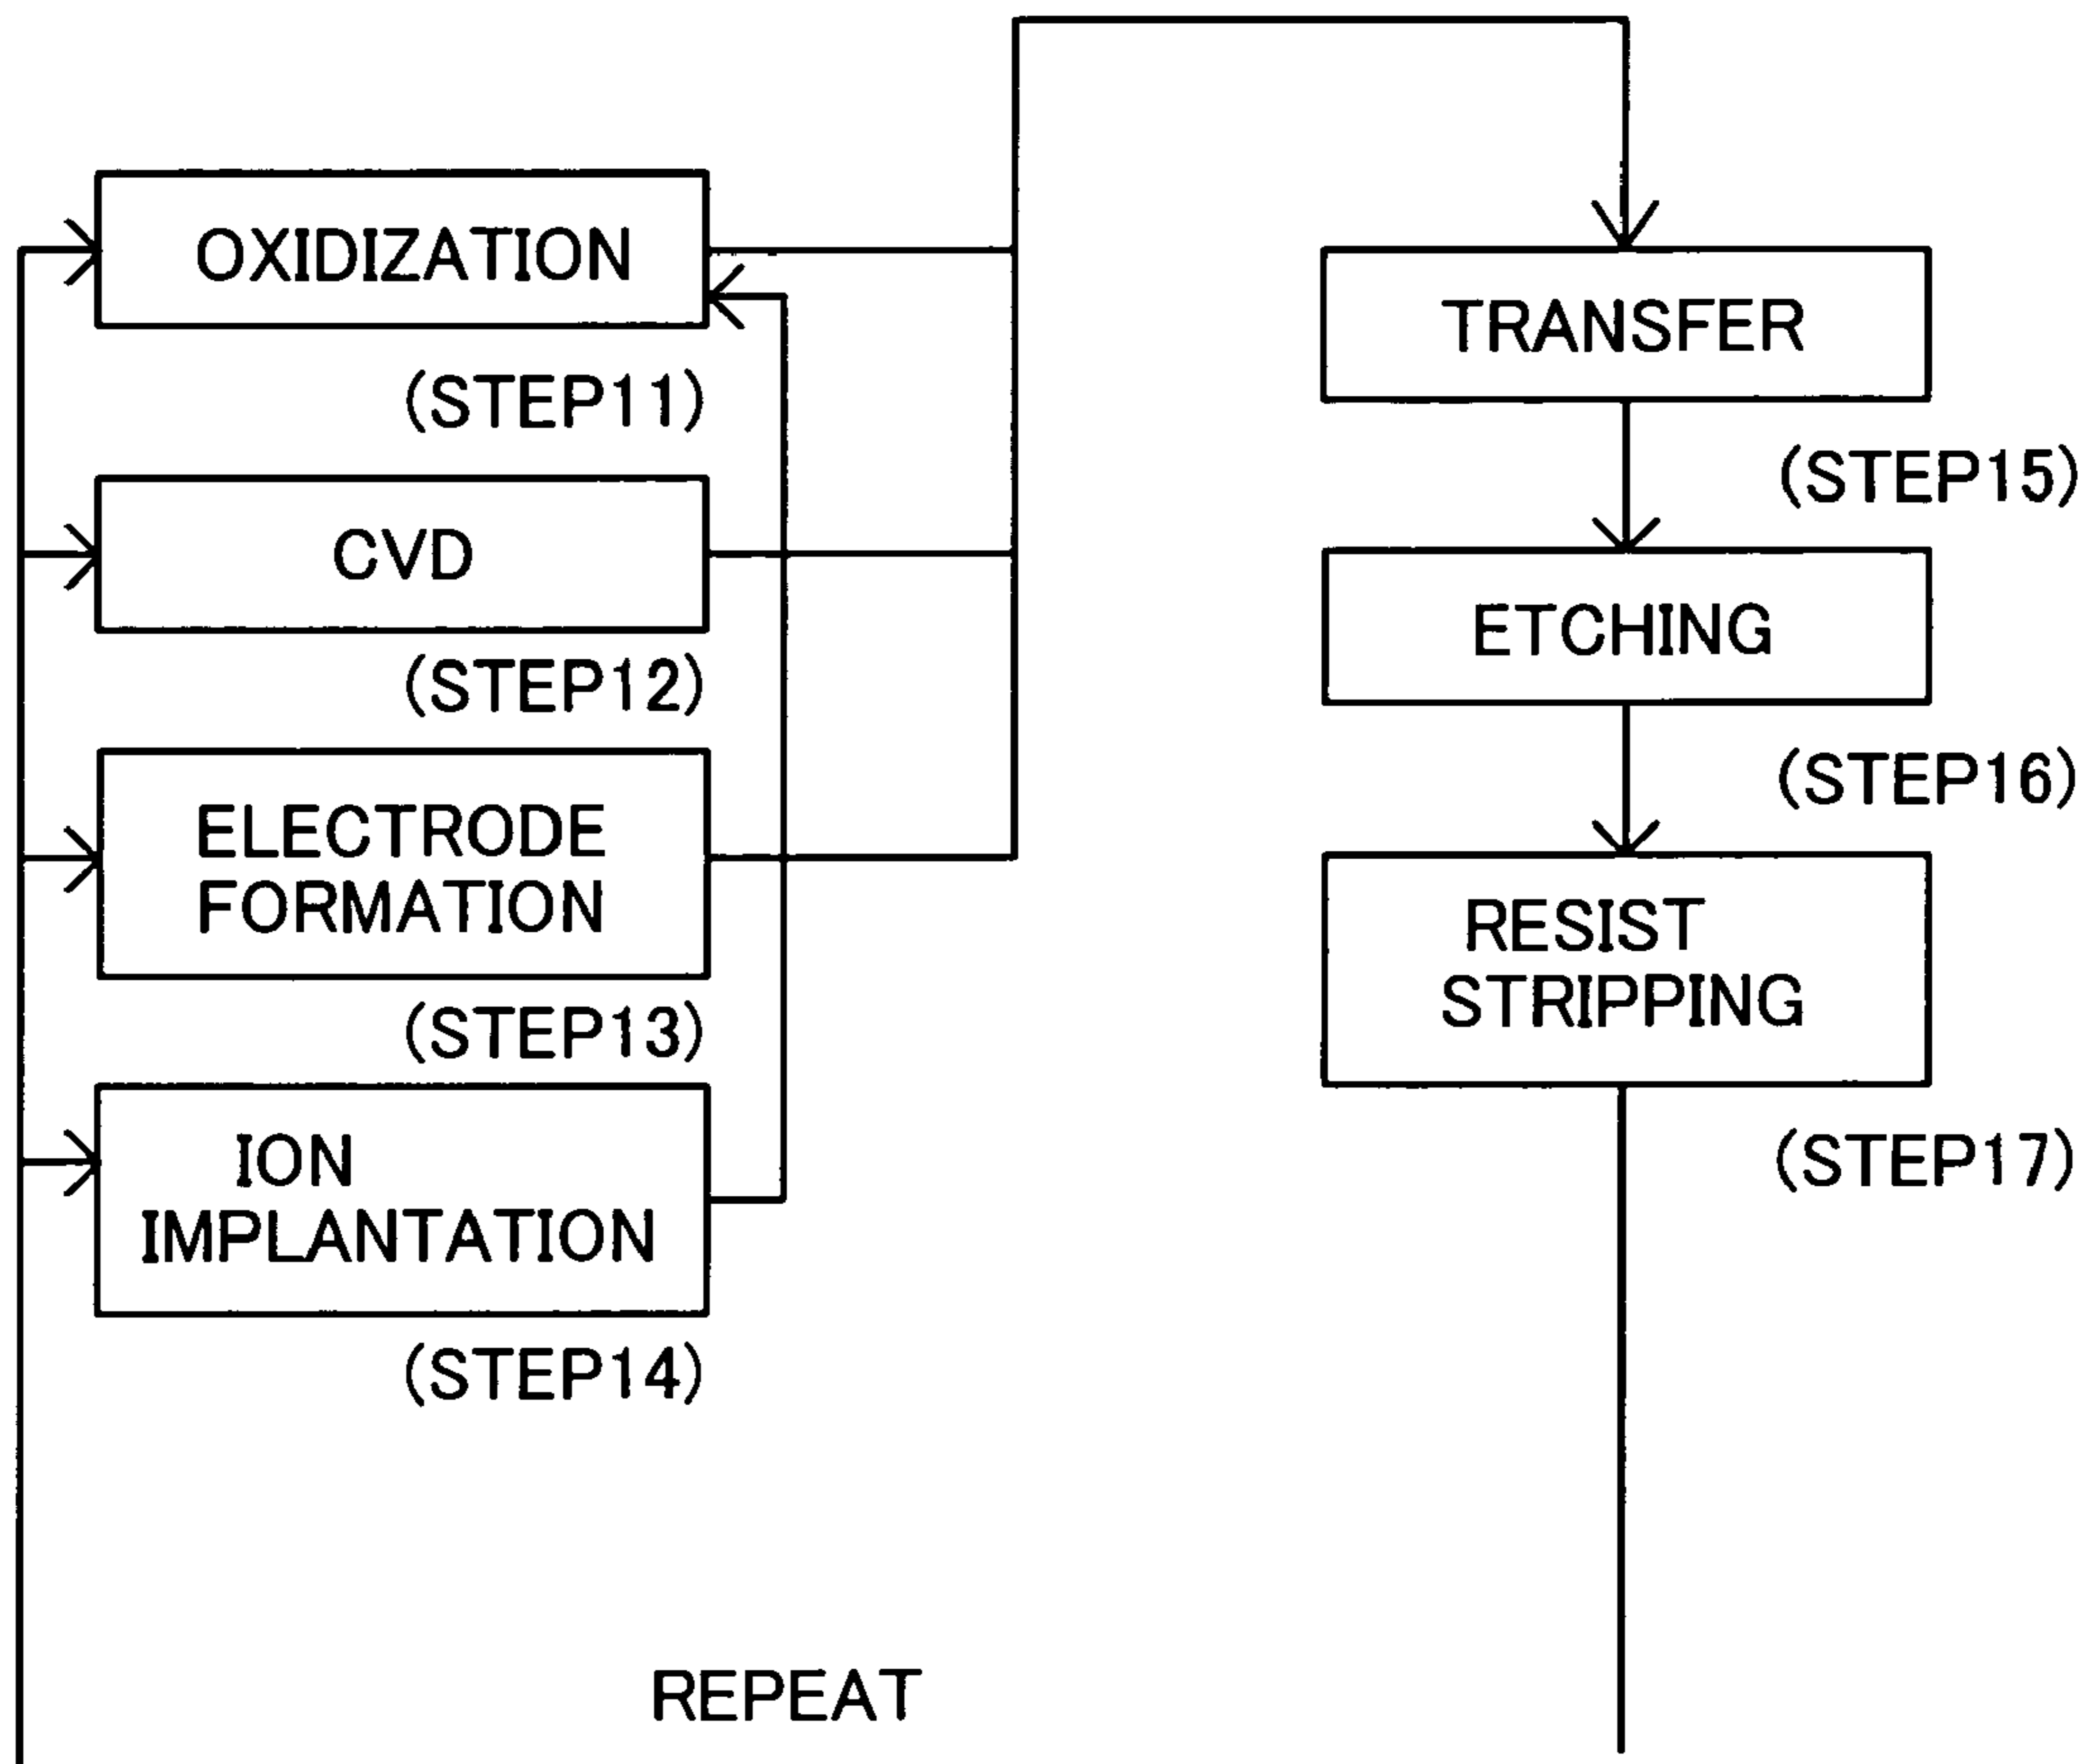 OXIDIZATION
(STEP11)
CVD
(STEP12)
ELECTRODE
FORMATION
(STEP13)
ION
IMPLANTATION
(STEP14)
TRANSFER
(STEP15)
ETCHING
(STEP16)
RESIST
STRIPPING
(STEP17)
REPEAT